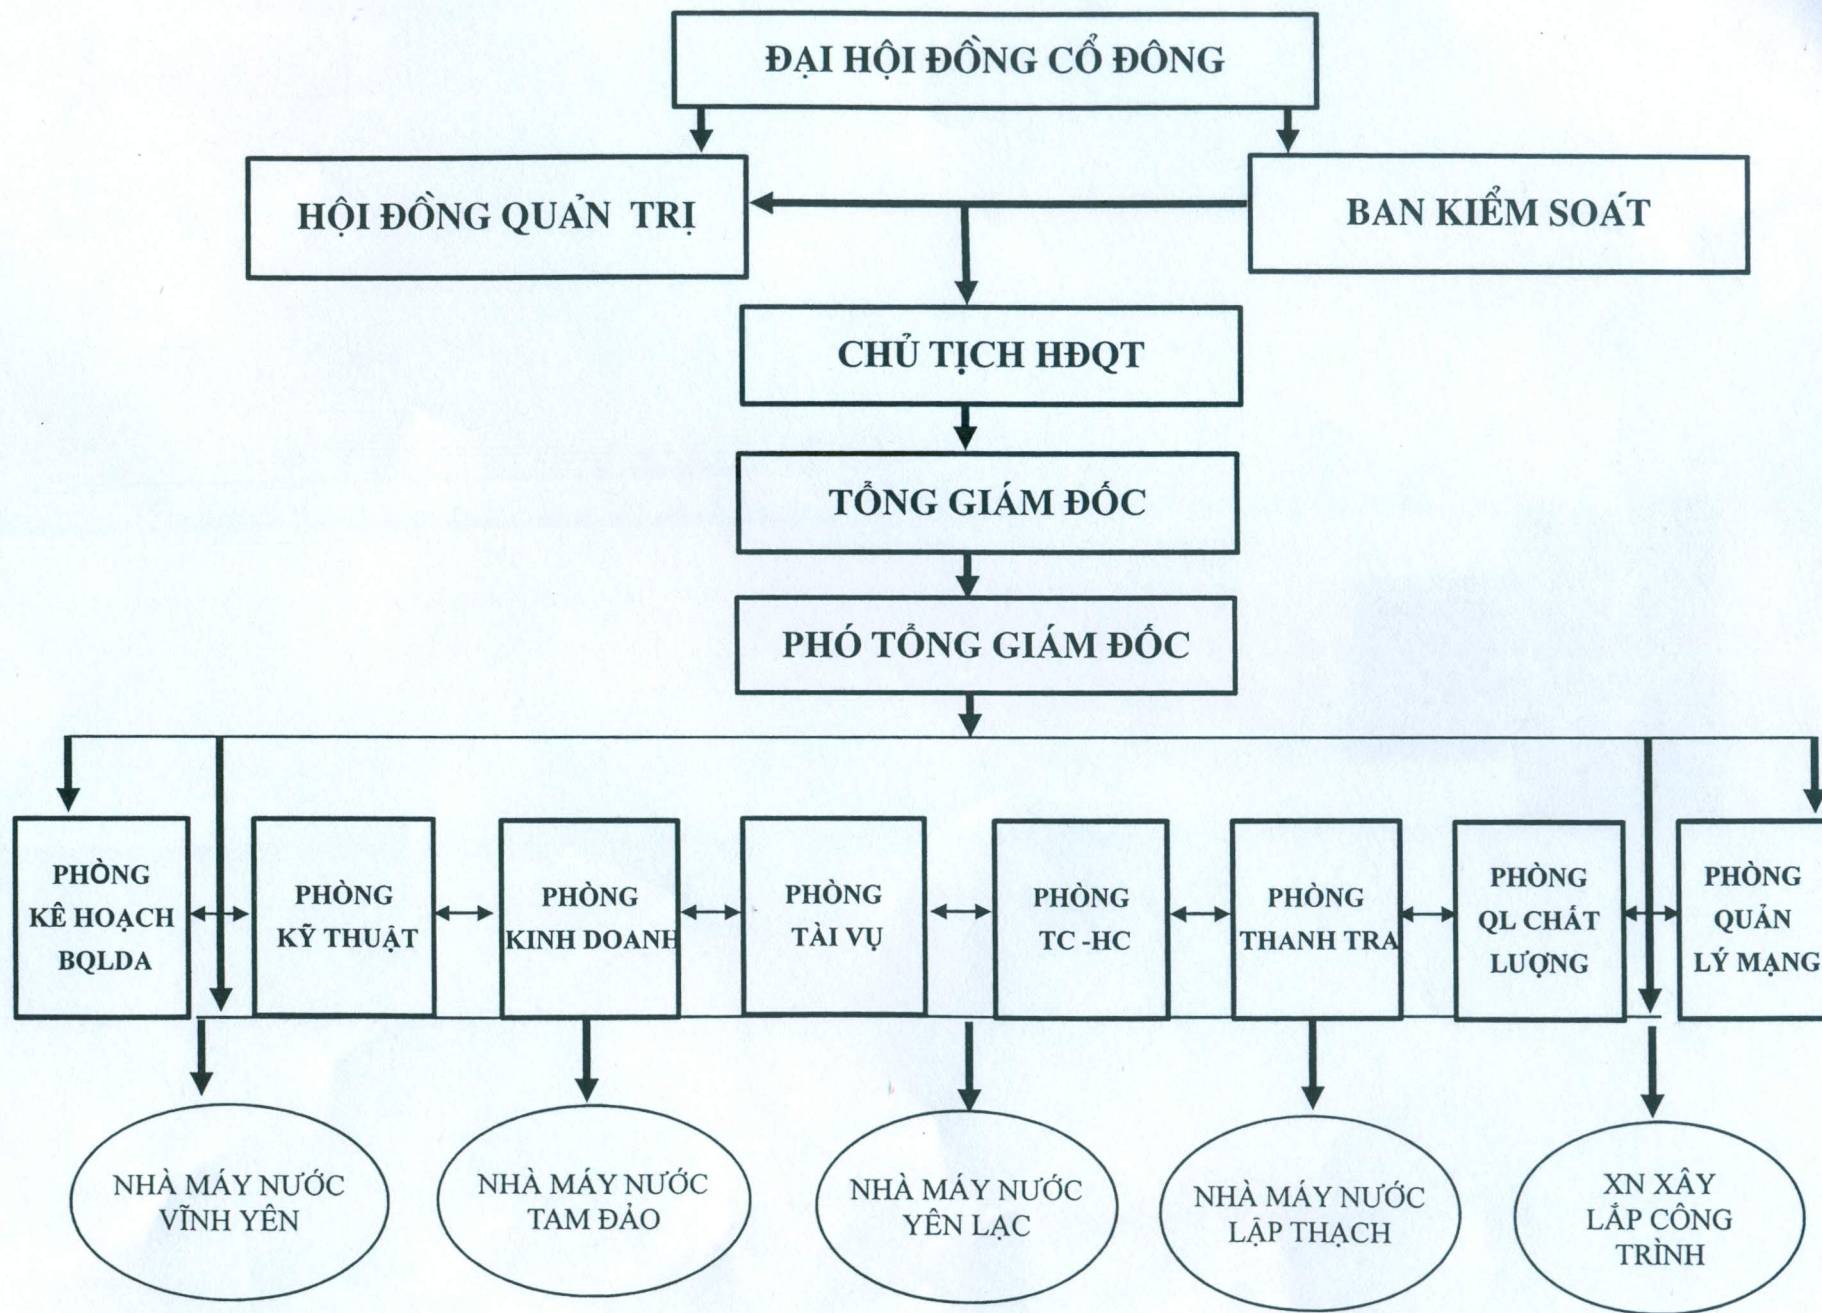 ĐẠI HỘI ĐỒNG CỔ ĐÔNG
HỘI ĐỒNG QUẢN TRỊ
BAN KIỂM SOÁT
CHỦ TỊCH HĐQT
TỔNG GIÁM ĐỐC
PHÓ TỔNG GIÁM ĐỐC
PHÒNG
KÊ HOẠCH
BQLDA
PHÒNG
KỸ THUẬT
PHÒNG
KINH DOANH
PHÒNG
TÀI VỤ
PHÒNG
TC -HC
PHÒNG
THANH TRA
PHÒNG
QL CHẤT
LƯỢNG
PHÒNG
QUẢN
LÝ MẠNG
NHÀ MÁY NƯỚC
VĨNH YÊN
NHÀ MÁY NƯỚC
TAM ĐẢO
NHÀ MÁY NƯỚC
YÊN LẠC
NHÀ MÁY NƯỚC
LẬP THẠCH
XN XÂY
LẮP CÔNG
TRÌNH